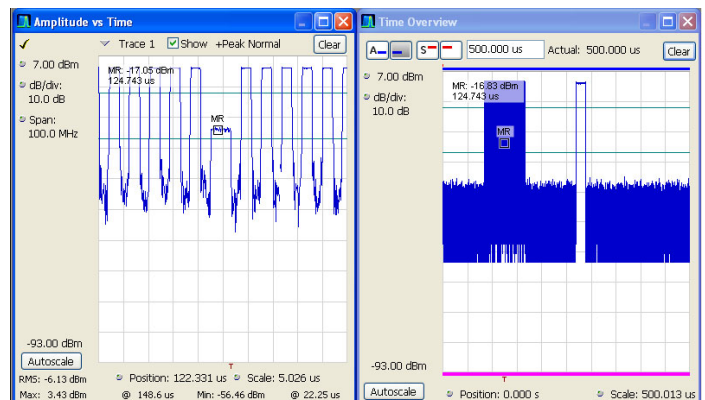 Amplitude vs Time
Trace 1 Show +Peak Normal Clear
7.00 dBm
MR: -17.05 dBm
124.743 us
dB/div:
10.0 dB
Span:
100.0 MHz
MR
-93.00 dBm
Autoscale
T
Position: 122.331 us Scale: 5.026 us
RMS: -6.13 dBm
Max: 3.43 dBm @ 148.6 us Min: -56.46 dBm @ 22.25 us
Time Overview
A S 500.000 us Actual: 500.000 us Clear
7.00 dBm
MR: -16.83 dBm
124.743 us
dB/div:
10.0 dB
MR
-93.00 dBm
T
Autoscale Position: 0.000 s Scale: 500.013 us